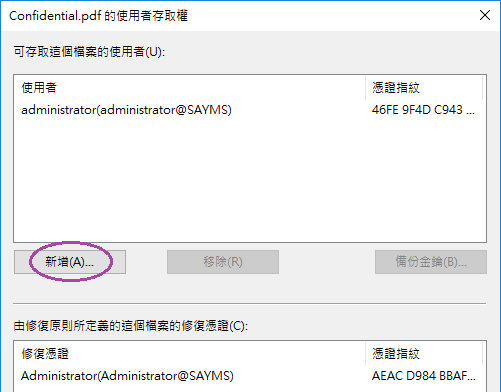 Confidential.pdf 的使用者存取權
可存取這個檔案的使用者(U):
使用者 憑證指紋
administrator(administrator@SAYMS) 46FE 9F4D C943 ...
新增(A)... 移除(R) 備份金鑰(B)...
由修復原則所定義的這個檔案的修復憑證(C):
修復憑證 憑證指紋
Administrator(Administrator@SAYMS) AEAC D984 BBAF...